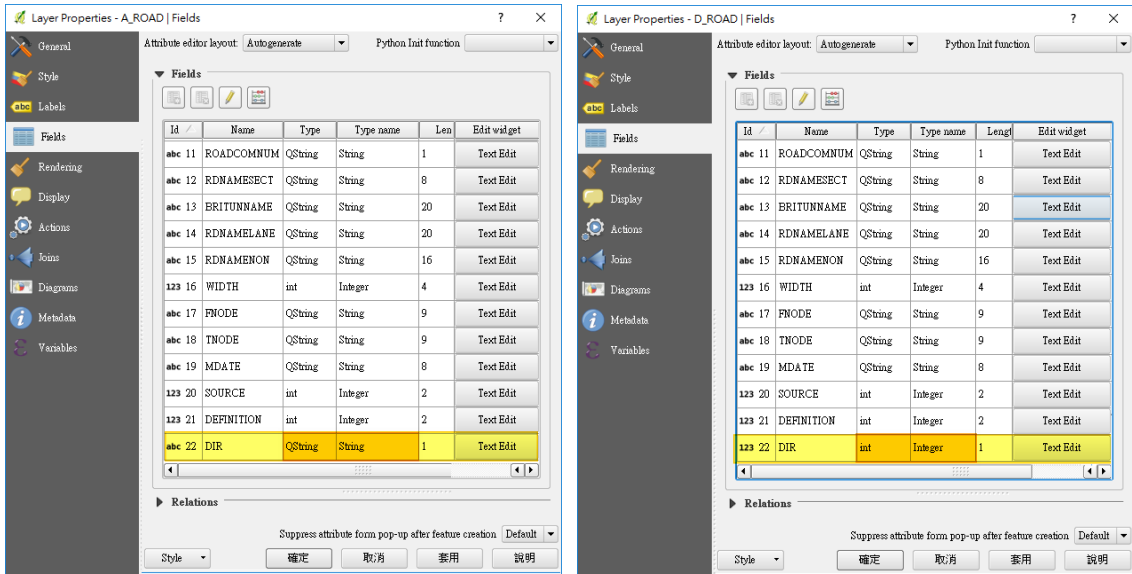 Layer Properties - A_ROAD | Fields ? ×
General
Style
abc Labels
Fields
Rendering
Display
Actions
Joins
Diagrams
Metadata
Variables
Attribute editor layout: Autogenerate Python Init function
Fields
Id Name Type Type name Len Edit widget
abc 11 ROADCOMNUM QString String 1 Text Edit
abc 12 RDNAMESECT QString String 8 Text Edit
abc 13 BRITUNNAME QString String 20 Text Edit
abc 14 RDNAMELANE QString String 20 Text Edit
abc 15 RDNAMENON QString String 16 Text Edit
123 16 WIDTH int Integer 4 Text Edit
abc 17 FNODE QString String 9 Text Edit
abc 18 TNODE QString String 9 Text Edit
abc 19 MDATE QString String 8 Text Edit
123 20 SOURCE int Integer 2 Text Edit
123 21 DEFINITION int Integer 2 Text Edit
abc 22 DIR QString String 1 Text Edit
Relations
Suppress attribute form pop-up after feature creation Default
Style 確定 取消 套用 說明
Layer Properties - D_ROAD | Fields ? ×
General
Style
abc Labels
Fields
Rendering
Display
Actions
Joins
Diagrams
Metadata
Variables
Attribute editor layout: Autogenerate Python Init function
Fields
Id Name Type Type name Lengt Edit widget
abc 11 ROADCOMNUM QString String 1 Text Edit
abc 12 RDNAMESECT QString String 8 Text Edit
abc 13 BRITUNNAME QString String 20 Text Edit
abc 14 RDNAMELANE QString String 20 Text Edit
abc 15 RDNAMENON QString String 16 Text Edit
123 16 WIDTH int Integer 4 Text Edit
abc 17 FNODE QString String 9 Text Edit
abc 18 TNODE QString String 9 Text Edit
abc 19 MDATE QString String 8 Text Edit
123 20 SOURCE int Integer 2 Text Edit
123 21 DEFINITION int Integer 2 Text Edit
123 22 DIR int Integer 1 Text Edit
Relations
Suppress attribute form pop-up after feature creation Default
Style 確定 取消 套用 說明